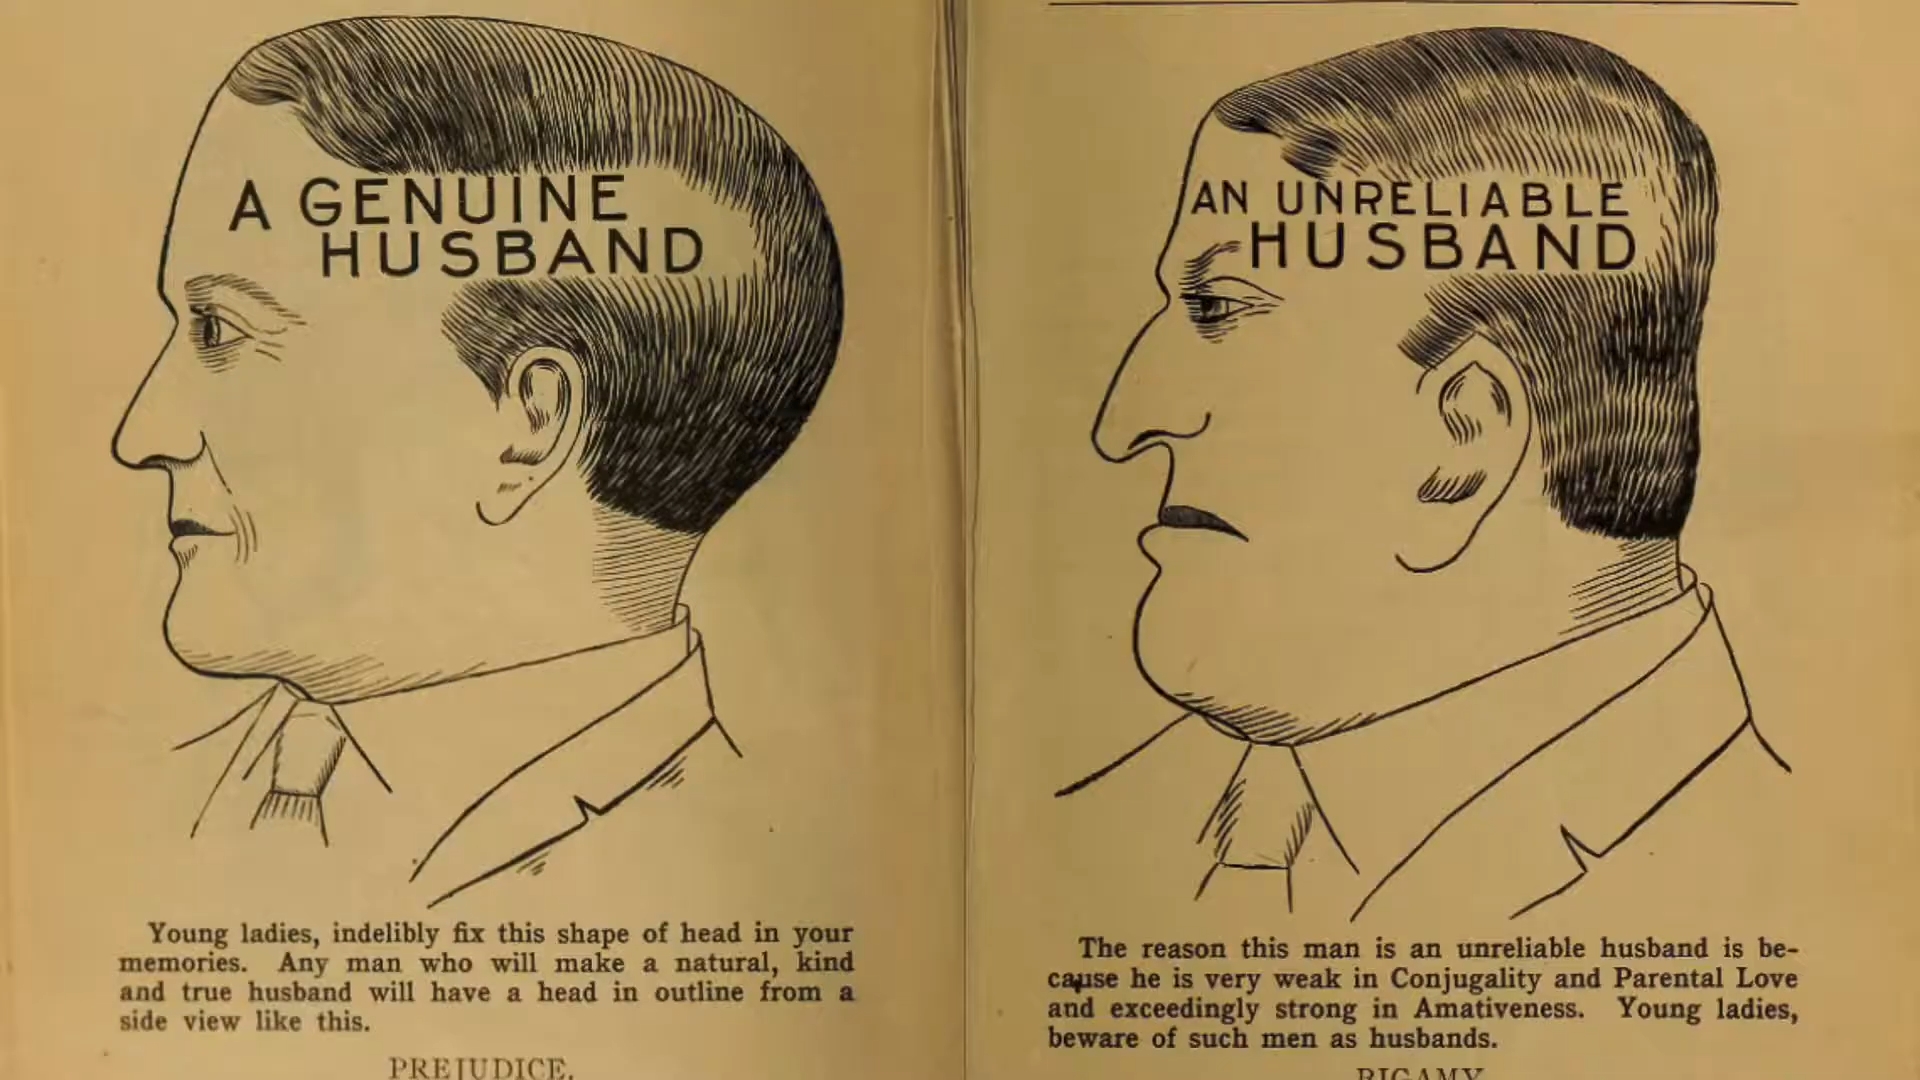 A GENUINE
HUSBAND
Young ladies, indelibly fix this shape of head in your
memories. Any man who will make a natural, kind
and true husband will have a head in outline from a
side view like this.
PREJUDICE.
AN UNRELIABLE
HUSBAND
The reason this man is an unreliable husband is be-
cause he is very weak in Conjugality and Parental Love
and exceedingly strong in Amativeness. Young ladies,
beware of such men as husbands.
BIGAMY